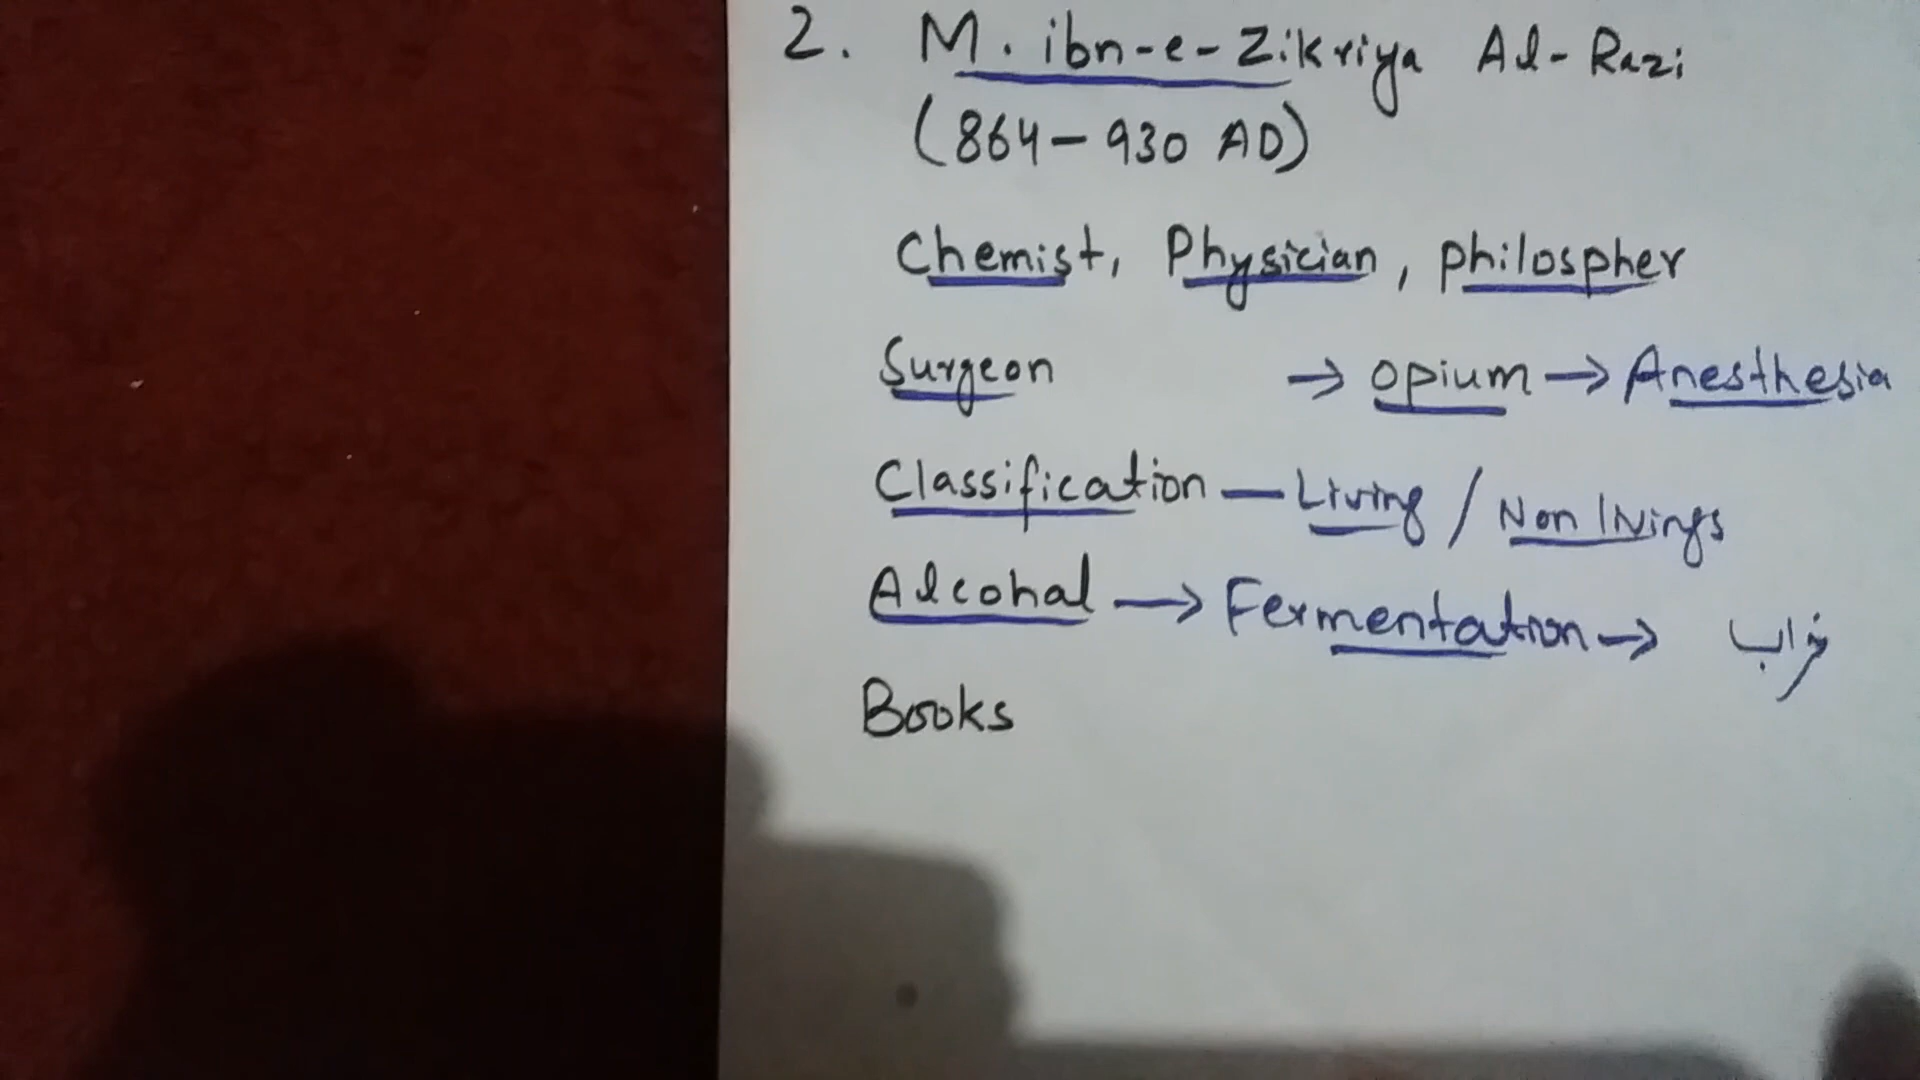 2. M. ibn-e-Zikriya Al-Razi
(864-930 AD)
Chemist, Physician, philospher
Surgeon → opium → Anesthesia
Classification — Living / Non livings
Alcohal → Fermentation →
Books